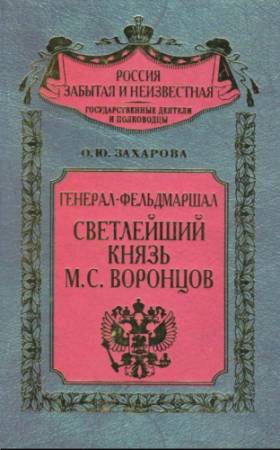 РОССИЯ
ЗАБЫТАЯ И НЕИЗВЕСТНАЯ
ГОСУДАРСТВЕННЫЕ ДЕЯТЕЛИ
И ПОЛКОВОДЦЫ
О.Ю. ЗАХАРОВА
ГЕНЕРАЛ-ФЕЛЬДМАРШАЛ
СВЕТЛЕЙШИЙ
КНЯЗЬ
М.С. ВОРОНЦОВ